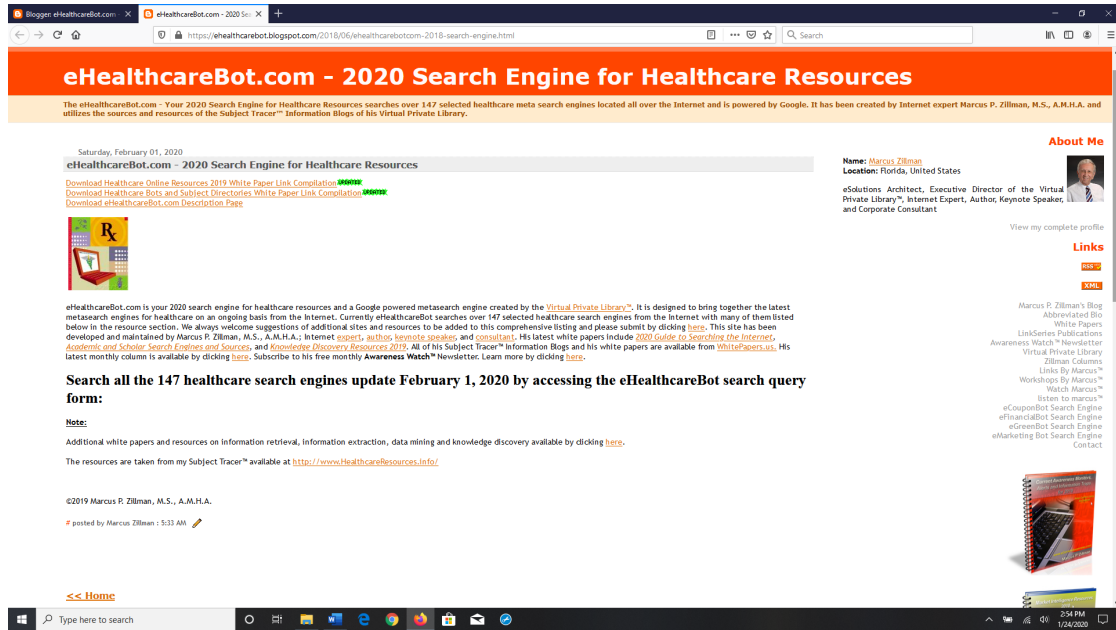 Blogger: eHealthcareBot.com -
eHealthcareBot.com - 2020 Sea
https://ehealthcarebot.blogspot.com/2018/06/ehealthcarebotcom-2018-search-engine.html
Search
eHealthcareBot.com - 2020 Search Engine for Healthcare Resources
The eHealthcareBot.com - Your 2020 Search Engine for Healthcare Resources searches over 147 selected healthcare meta search engines located all over the Internet and is powered by Google. It has been created by Internet expert Marcus P. Zillman, M.S., A.M.H.A. and
utilizes the sources and resources of the Subject Tracer™ Information Blogs of his Virtual Private Library.
Saturday, February 01, 2020
eHealthcareBot.com - 2020 Search Engine for Healthcare Resources
Download Healthcare Online Resources 2019 White Paper Link Compilation UPDATED
Download Healthcare Bots and Subject Directories White Paper Link Compilation UPDATED
Download eHealthcareBot.com Description Page
Rx
eHealthcareBot.com is your 2020 search engine for healthcare resources and a Google powered metasearch engine created by the Virtual Private Library™. It is designed to bring together the latest
metasearch engines for healthcare on an ongoing basis from the Internet. Currently eHealthcareBot searches over 147 selected healthcare search engines from the Internet with many of them listed
below in the resource section. We always welcome suggestions of additional sites and resources to be added to this comprehensive listing and please submit by clicking here. This site has been
developed and maintained by Marcus P. Zillman, M.S., A.M.H.A.; Internet expert, author, keynote speaker, and consultant. His latest white papers include 2020 Guide to Searching the Internet,
Academic and Scholar Search Engines and Sources, and Knowledge Discovery Resources 2019. All of his Subject Tracer™ Information Blogs and his white papers are available from WhitePapers.us. His
latest monthly column is available by clicking here. Subscribe to his free monthly Awareness Watch™ Newsletter. Learn more by clicking here.
Search all the 147 healthcare search engines update February 1, 2020 by accessing the eHealthcareBot search query
form:
Note:
Additional white papers and resources on information retrieval, information extraction, data mining and knowledge discovery available by clicking here.
The resources are taken from my Subject Tracer™ available at http://www.HealthcareResources.info/
©2019 Marcus P. Zillman, M.S., A.M.H.A.
# posted by Marcus Zillman : 5:33 AM
<< Home
About Me
Name: Marcus Zillman
Location: Florida, United States
eSolutions Architect, Executive Director of the Virtual
Private Library™, Internet Expert, Author, Keynote Speaker,
and Corporate Consultant
View my complete profile
Links
RSS
XML
Marcus P. Zillman's Blog
Abbreviated Bio
White Papers
LinkSeries Publications
Awareness Watch™ Newsletter
Virtual Private Library
Zillman Columns
Links By Marcus™
Workshops By Marcus™
Watch Marcus™
listen to marcus™
eCouponBot Search Engine
eFinancialBot Search Engine
eGreenBot Search Engine
eMarketing Bot Search Engine
Contact
Type here to search
2:54 PM
1/24/2020